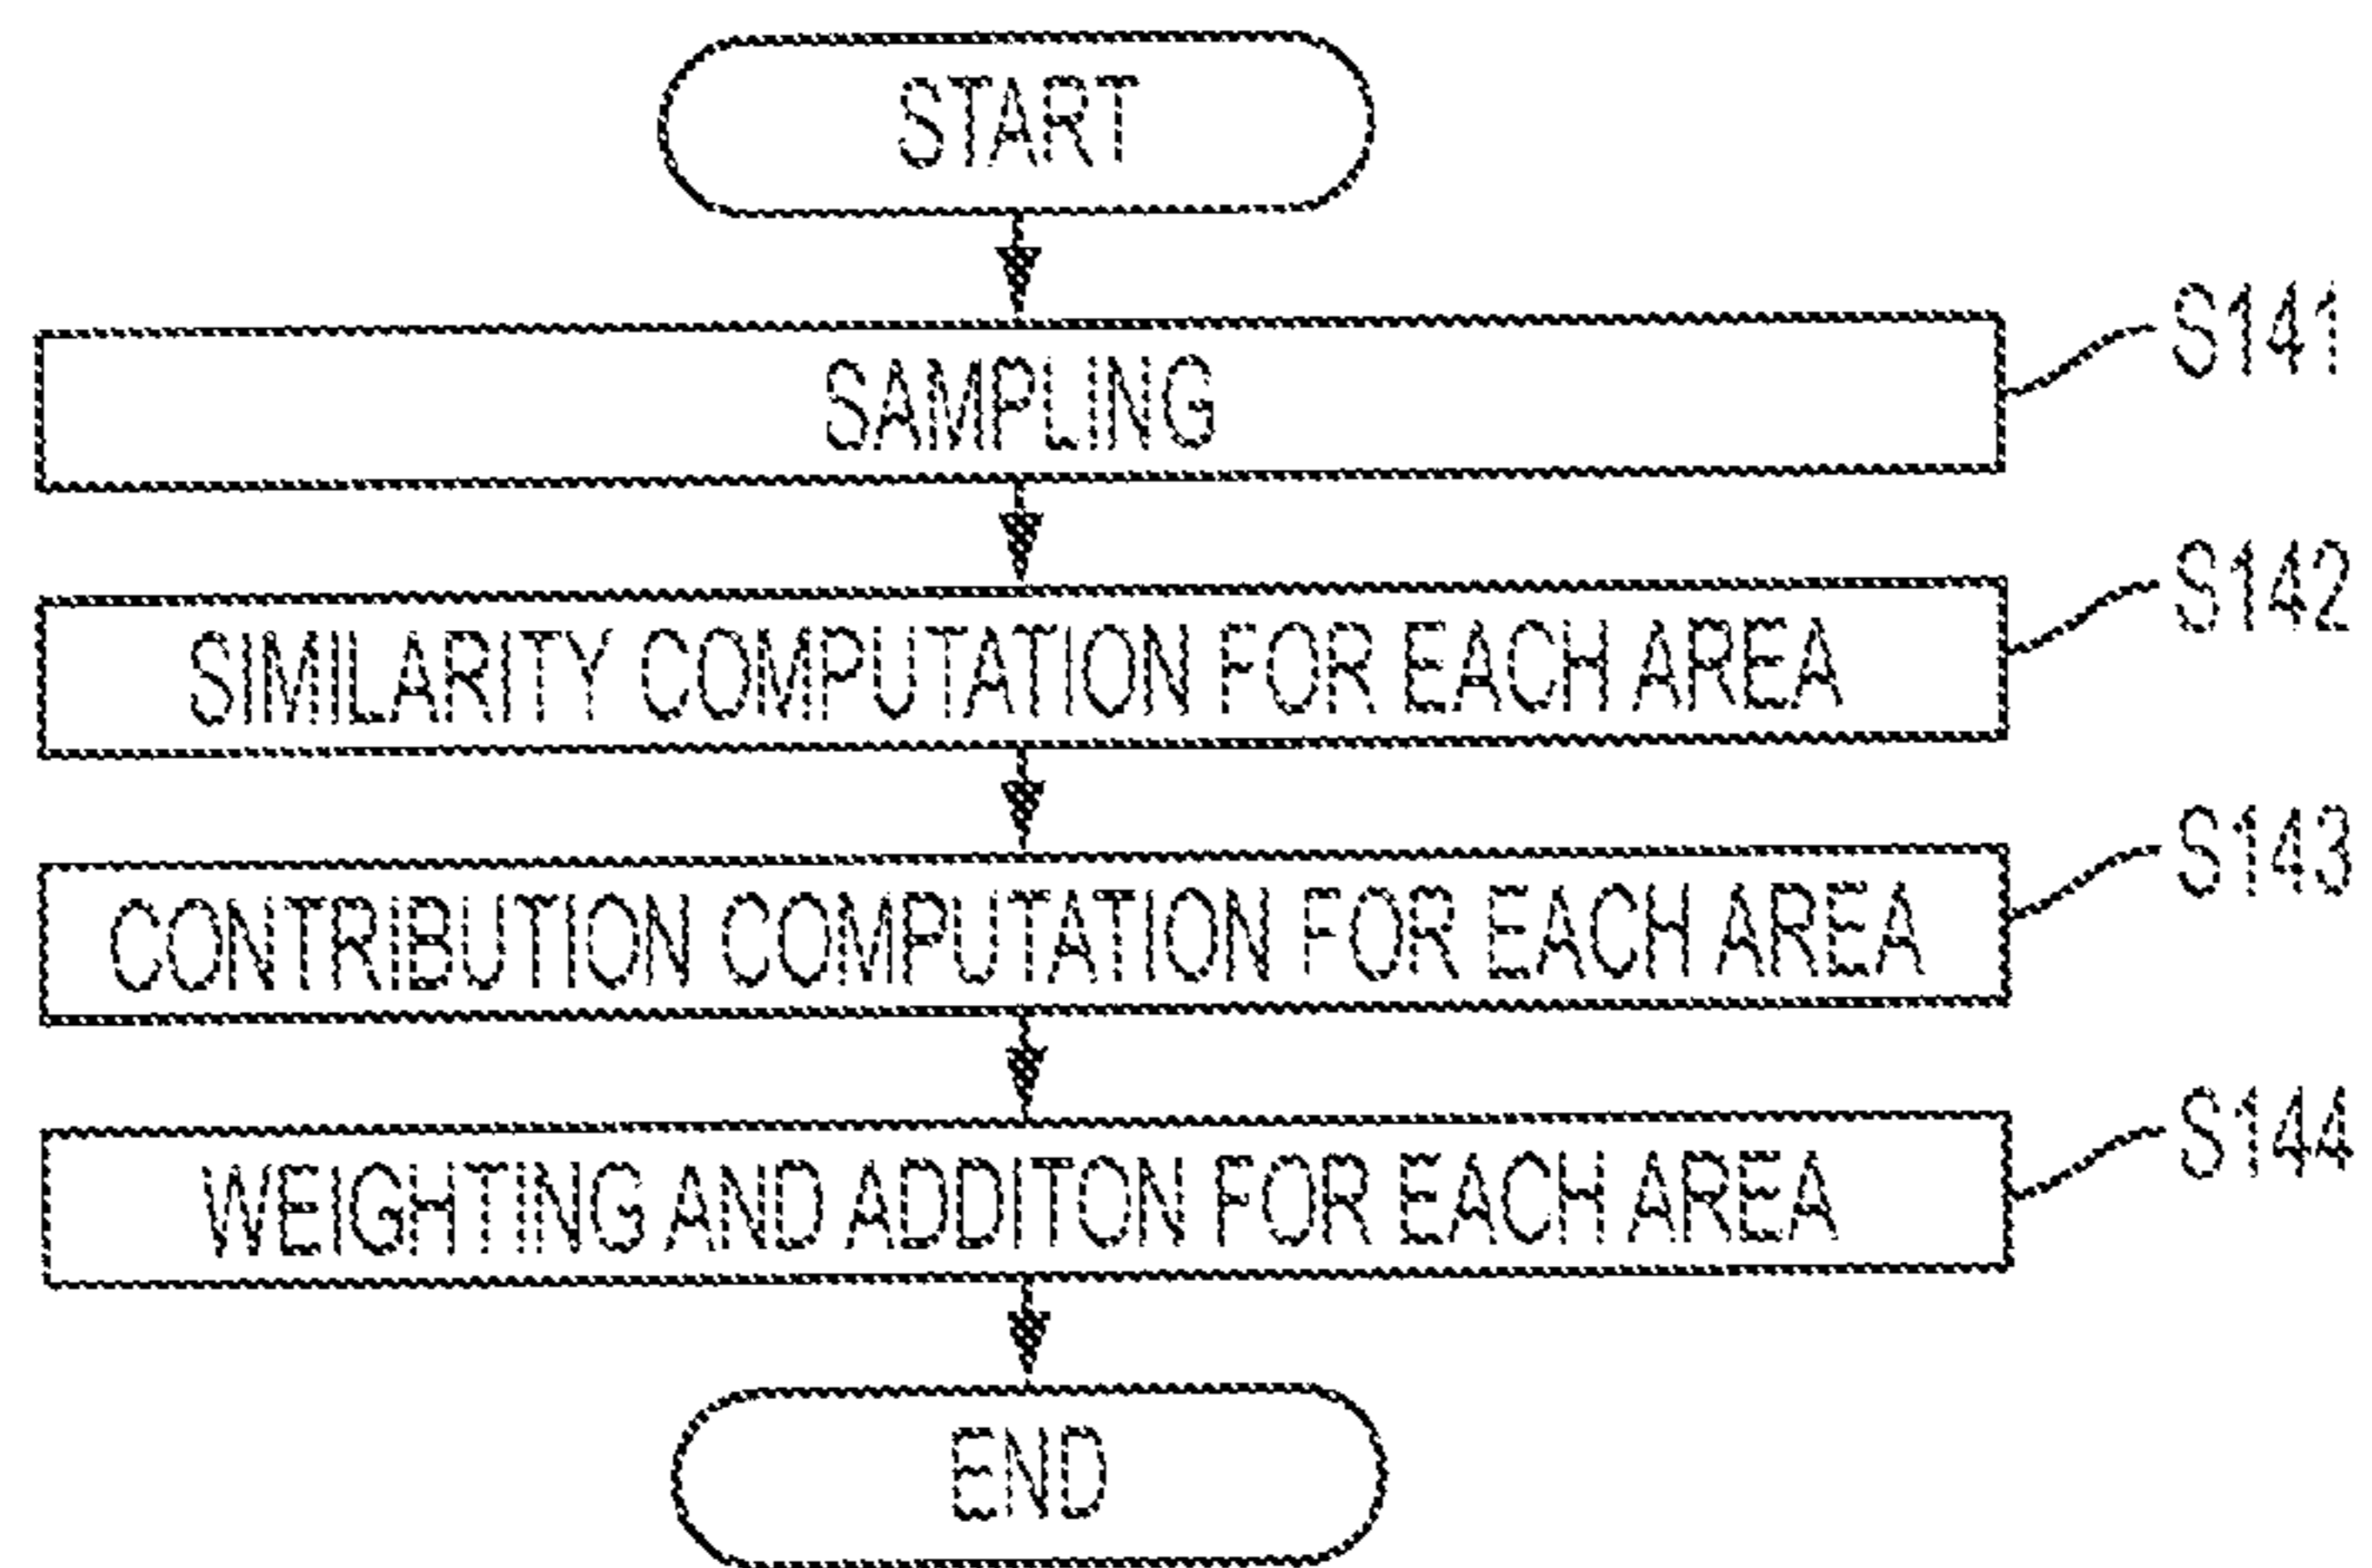 START
SAMPLING
S141
SIMILARITY COMPUTATION FOR EACH AREA
S142
CONTRIBUTION COMPUTATION FOR EACH AREA
S143
WEIGHTING AND ADDITON FOR EACH AREA
S144
END